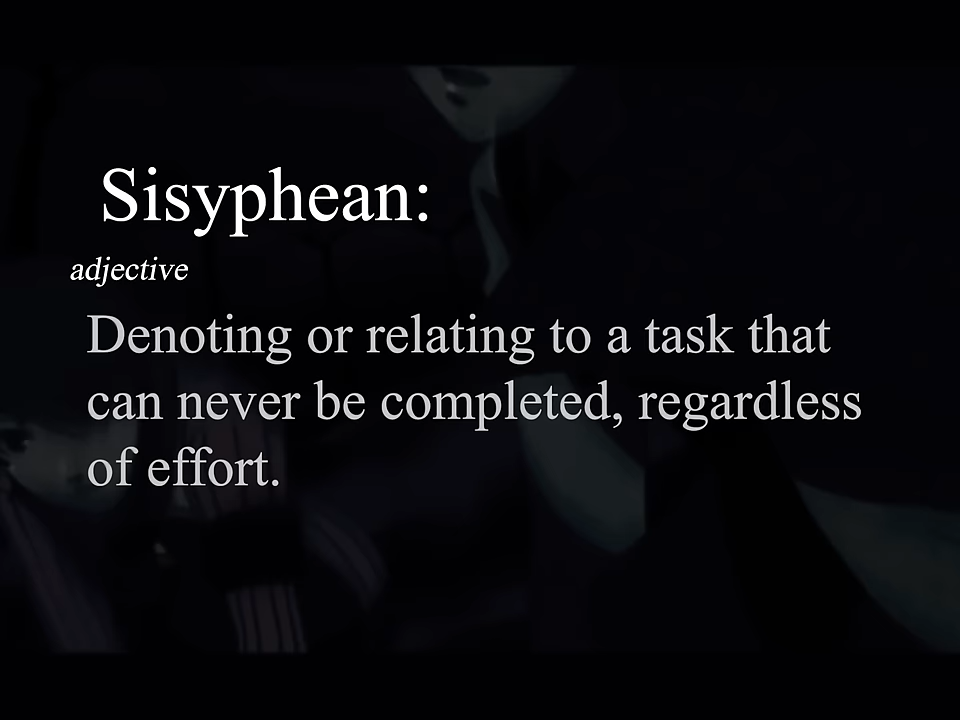 Sisyphean:
adjective
Denoting or relating to a task that
can never be completed, regardless
of effort.